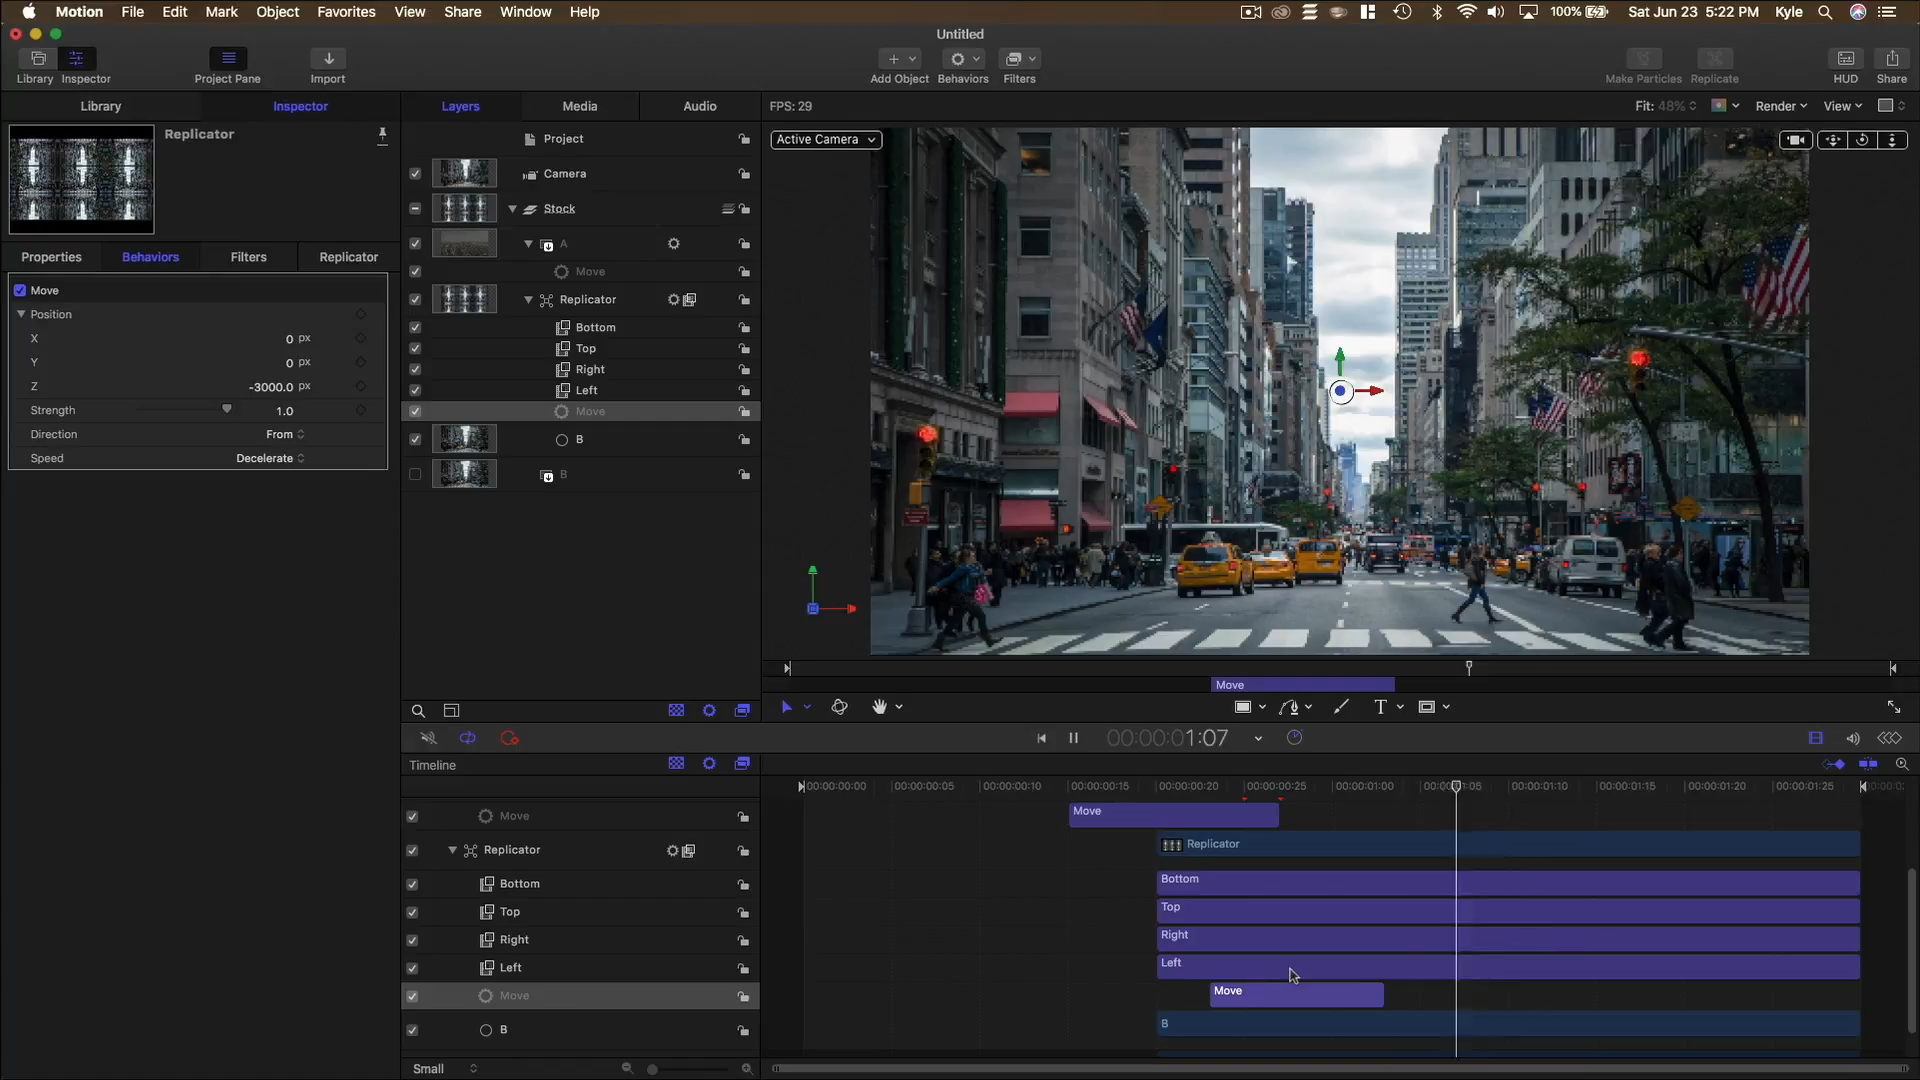 Motion File Edit Mark Object Favorites View Share Window Help
100% Sat Jun 23 5:22 PM Kyle
Untitled
Library Inspector Project Pane Import Add Object Behaviors Filters Make Particles Replicate HUD Share
Library Inspector Layers Media Audio FPS: 29 Fit: 48% Render View
Replicator
Properties Behaviors Filters Replicator
Move
Position
X 0 px
Y 0 px
Z -3000.0 px
Strength 1.0
Direction From
Speed Decelerate
Project
Camera
Stock
A
Move
Replicator
Bottom
Top
Right
Left
Move
B
B
Active Camera
Move
T
00:00:01:07
Timeline
00:00:00:00 00:00:00:05 00:00:00:10 00:00:00:15 00:00:00:20 00:00:00:25 00:00:01:00 00:00:01:10 00:00:01:15 00:00:01:20 00:00:01:25
Move Move
Replicator Replicator
Bottom Bottom
Top Top
Right Right
Left Left
Move Move
B B
Small